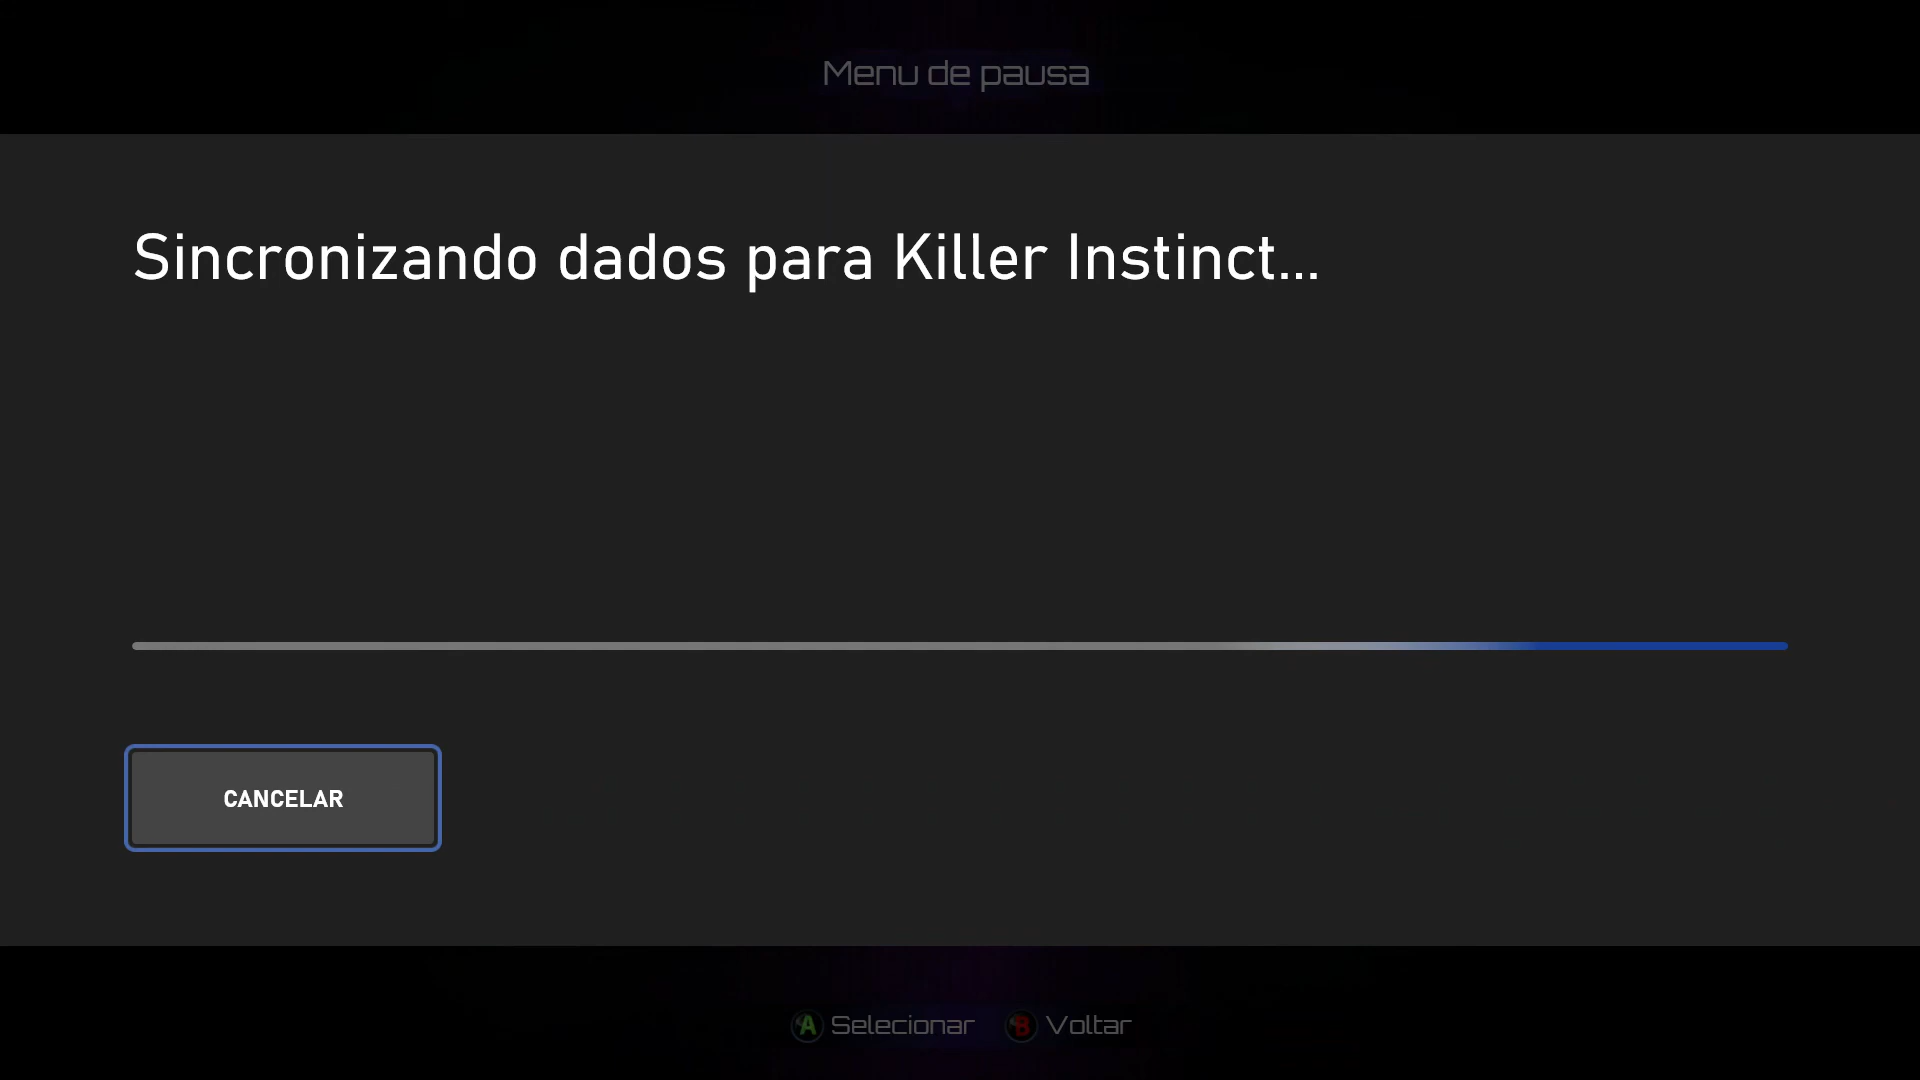 Menu de pausa
Sincronizando dados para Killer Instinct...
CANCELAR
A Selecionar B Voltar